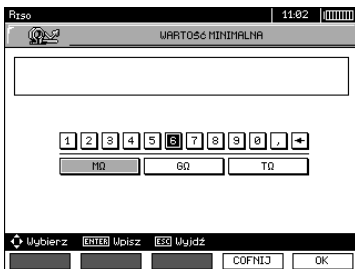 RISO 11:02
WARTOŚĆ MINIMALNA
1 2 3 4 5 6 7 8 9 0 , ←
MΩ GΩ TΩ
Wybierz ENTER Wpisz ESC Wyjdź
COFNIJ OK